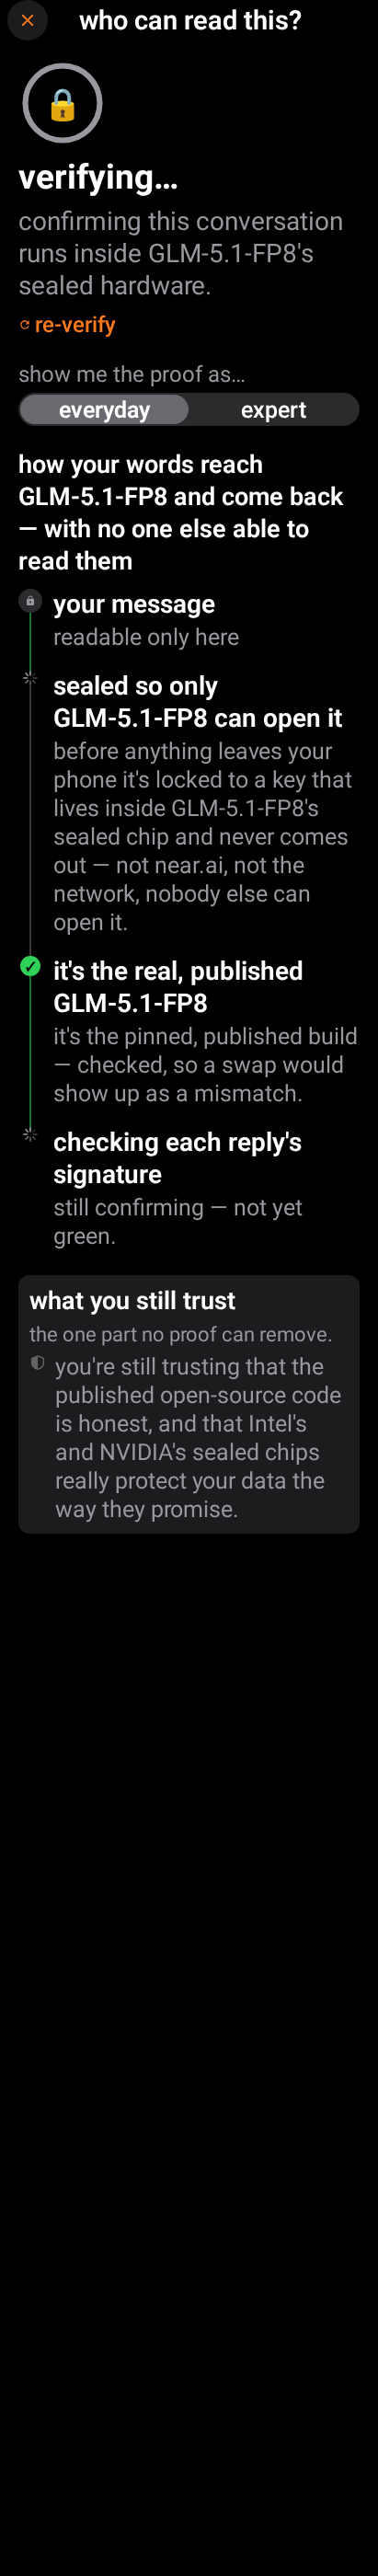 who can read this?
verifying…
confirming this conversation
runs inside GLM-5.1-FP8's
sealed hardware.
re-verify
show me the proof as…
everyday
expert
how your words reach
GLM-5.1-FP8 and come back
— with no one else able to
read them
your message
readable only here
sealed so only
GLM-5.1-FP8 can open it
before anything leaves your
phone it's locked to a key that
lives inside GLM-5.1-FP8's
sealed chip and never comes
out — not near.ai, not the
network, nobody else can
open it.
it's the real, published
GLM-5.1-FP8
it's the pinned, published build
— checked, so a swap would
show up as a mismatch.
checking each reply's
signature
still confirming — not yet
green.
what you still trust
the one part no proof can remove.
you're still trusting that the
published open-source code
is honest, and that Intel's
and NVIDIA's sealed chips
really protect your data the
way they promise.